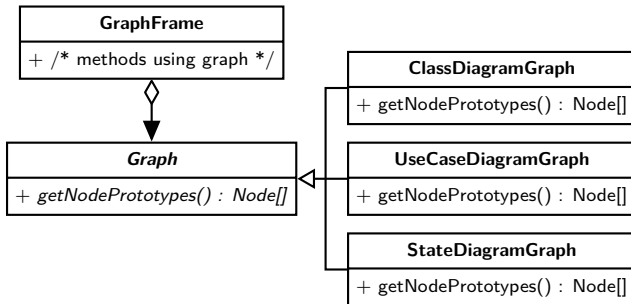 GraphFrame
+ /* methods using graph */
Graph
+ getNodePrototypes() : Node[]
ClassDiagramGraph
+ getNodePrototypes() : Node[]
UseCaseDiagramGraph
+ getNodePrototypes() : Node[]
StateDiagramGraph
+ getNodePrototypes() : Node[]